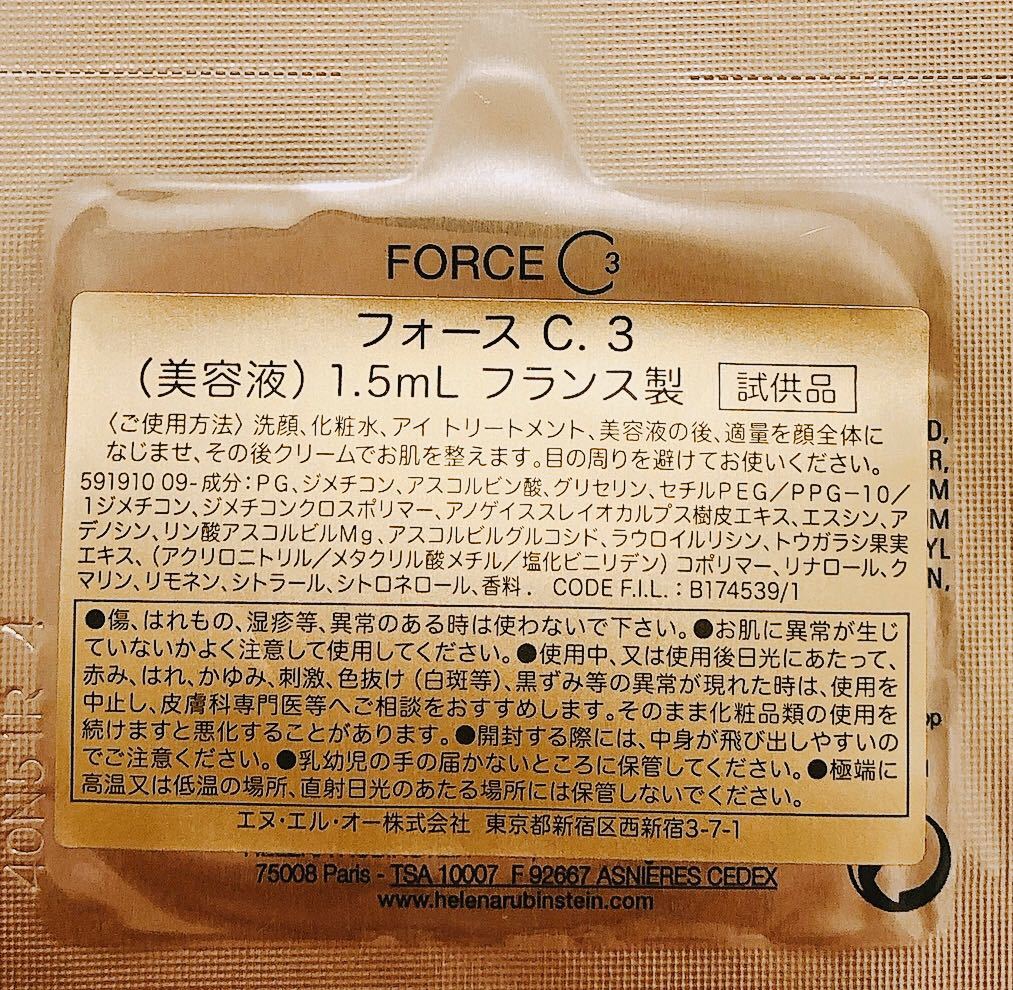 FORCE C3
フォース C. 3
（美容液）1.5mL フランス製 試供品
〈ご使用方法〉洗顔、化粧水、アイ トリートメント、美容液の後、適量を顔全体に
なじませ、その後クリームでお肌を整えます。目の周りを避けてお使いください。
591910 09-成分：PG、ジメチコン、アスコルビン酸、グリセリン、セチルPEG／PPG－10／
1ジメチコン、ジメチコンクロスポリマー、アノゲイススレイオカルプス樹皮エキス、エスシン、ア
デノシン、リン酸アスコルビルMg、アスコルビルグルコシド、ラウロイルリシン、トウガラシ果実
エキス、（アクリロニトリル／メタクリル酸メチル／塩化ビニリデン）コポリマー、リナロール、ク
マリン、リモネン、シトラール、シトロネロール、香料． CODE F.I.L.：B174539/1
●傷、はれもの、湿疹等、異常のある時は使わないで下さい。●お肌に異常が生じ
ていないかよく注意して使用してください。●使用中、又は使用後日光にあたって、
赤み、はれ、かゆみ、刺激、色抜け（白斑等）、黒ずみ等の異常が現れた時は、使用を
中止し、皮膚科専門医等へご相談をおすすめします。そのまま化粧品類の使用を
続けますと悪化することがあります。●開封する際には、中身が飛び出しやすいの
でご注意ください。●乳幼児の手の届かないところに保管してください。●極端に
高温又は低温の場所、直射日光のあたる場所には保管しないでください。
エヌ・エル・オー株式会社 東京都新宿区西新宿3-7-1
75008 Paris - TSA 10007 F 92667 ASNIÈRES CEDEX
www.helenarubinstein.com
D,
R,
M
M
YL
N,